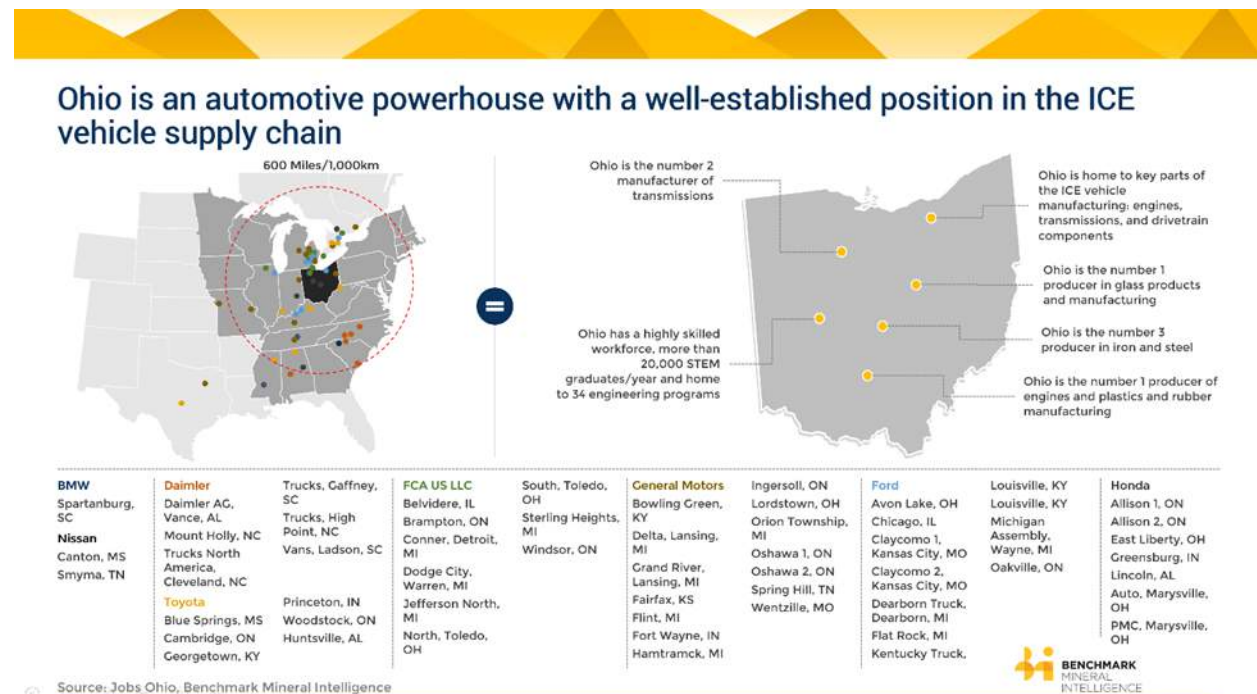 Ohio is an automotive powerhouse with a well-established position in the ICE
vehicle supply chain
600 Miles/1,000km
=
Ohio is the number 2
manufacturer of
transmissions
Ohio has a highly skilled
workforce, more than
20,000 STEM
graduates/year and home
to 34 engineering programs
Ohio is home to key parts of
the ICE vehicle
manufacturing: engines,
transmissions, and drivetrain
components
Ohio is the number 1
producer in glass products
and manufacturing
Ohio is the number 3
producer in iron and steel
Ohio is the number 1 producer of
engines and plastics and rubber
manufacturing
BMW
Spartanburg,
SC
Nissan
Canton, MS
Smyrna, TN
Daimler
Daimler AG,
Vance, AL
Mount Holly, NC
Trucks North
America,
Cleveland, NC
Trucks, Gaffney,
SC
Trucks, High
Point, NC
Vans, Ladson, SC
Toyota
Blue Springs, MS
Cambridge, ON
Georgetown, KY
Princeton, IN
Woodstock, ON
Huntsville, AL
FCA US LLC
Belvidere, IL
Brampton, ON
Conner, Detroit,
MI
Dodge City,
Warren, MI
Jefferson North,
MI
North, Toledo,
OH
South, Toledo,
OH
Sterling Heights,
MI
Windsor, ON
General Motors
Bowling Green,
KY
Delta, Lansing,
MI
Grand River,
Lansing, MI
Fairfax, KS
Flint, MI
Fort Wayne, IN
Hamtramck, MI
Ingersoll, ON
Lordstown, OH
Orion Township,
MI
Oshawa 1, ON
Oshawa 2, ON
Spring Hill, TN
Wentzille, MO
Ford
Avon Lake, OH
Chicago, IL
Claycomo 1,
Kansas City, MO
Claycomo 2,
Kansas City, MO
Dearborn Truck,
Dearborn, MI
Flat Rock, MI
Kentucky Truck,
Louisville, KY
Louisville, KY
Michigan
Assembly,
Wayne, MI
Oakville, ON
Honda
Allison 1, ON
Allison 2, ON
East Liberty, OH
Greensburg, IN
Lincoln, AL
Auto, Marysville,
OH
PMC, Marysville,
OH
BENCHMARK
MINERAL
INTELLIGENCE
Source: Jobs Ohio, Benchmark Mineral Intelligence